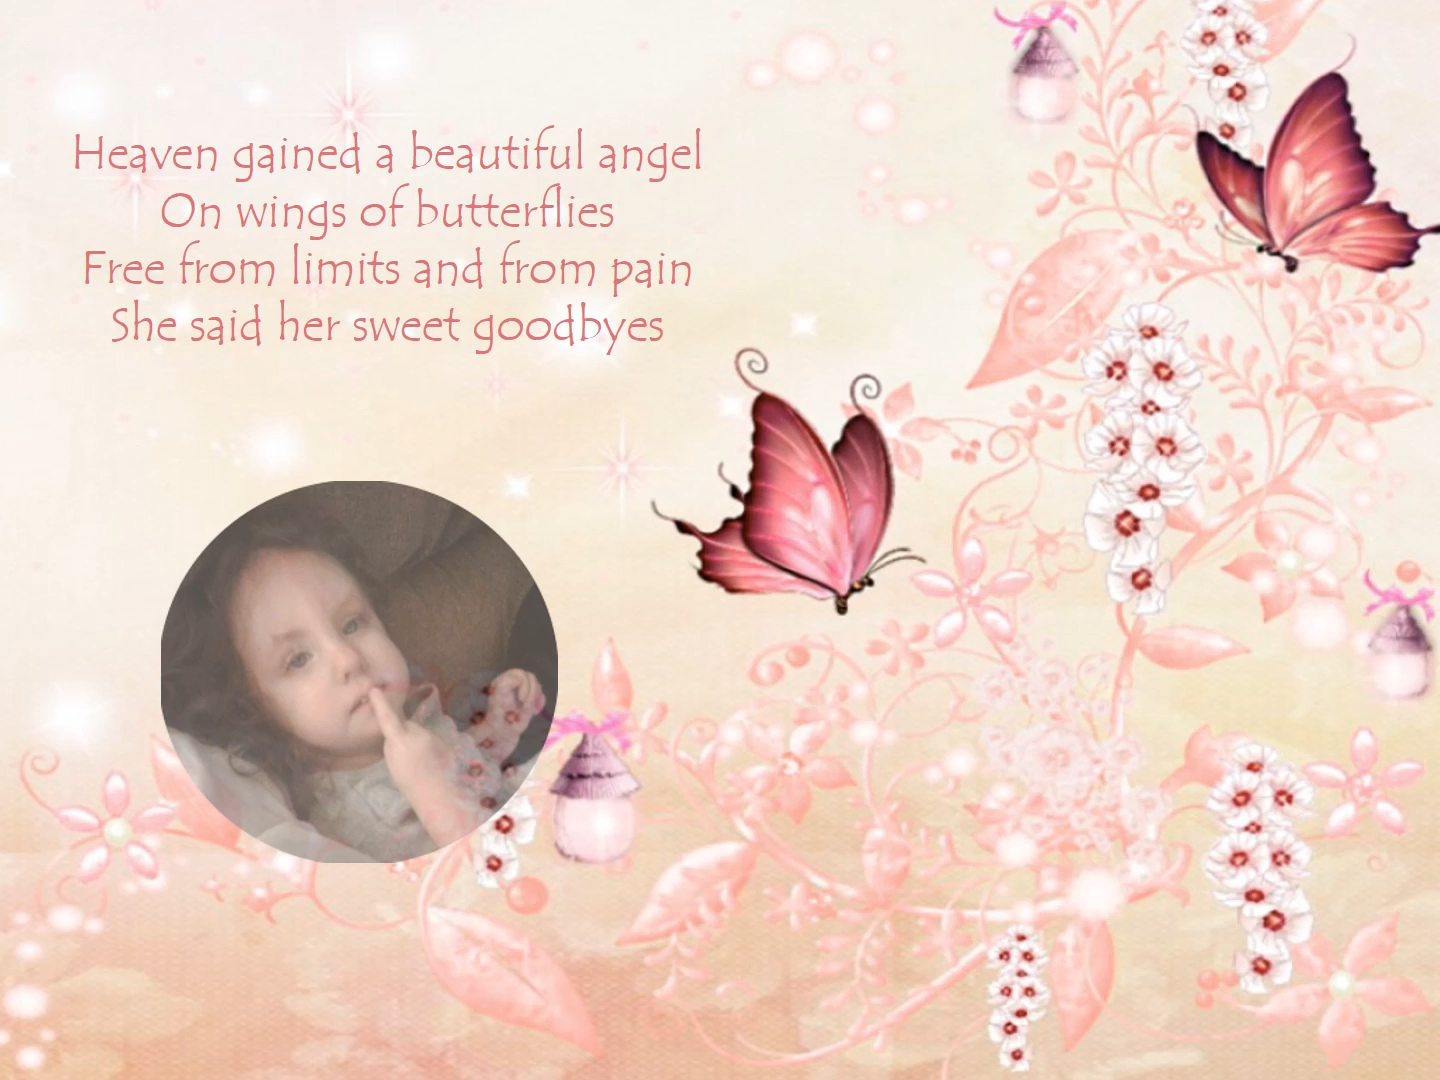 Heaven gained a beautiful angel
On wings of butterflies
Free from limits and from pain
She said her sweet goodbyes